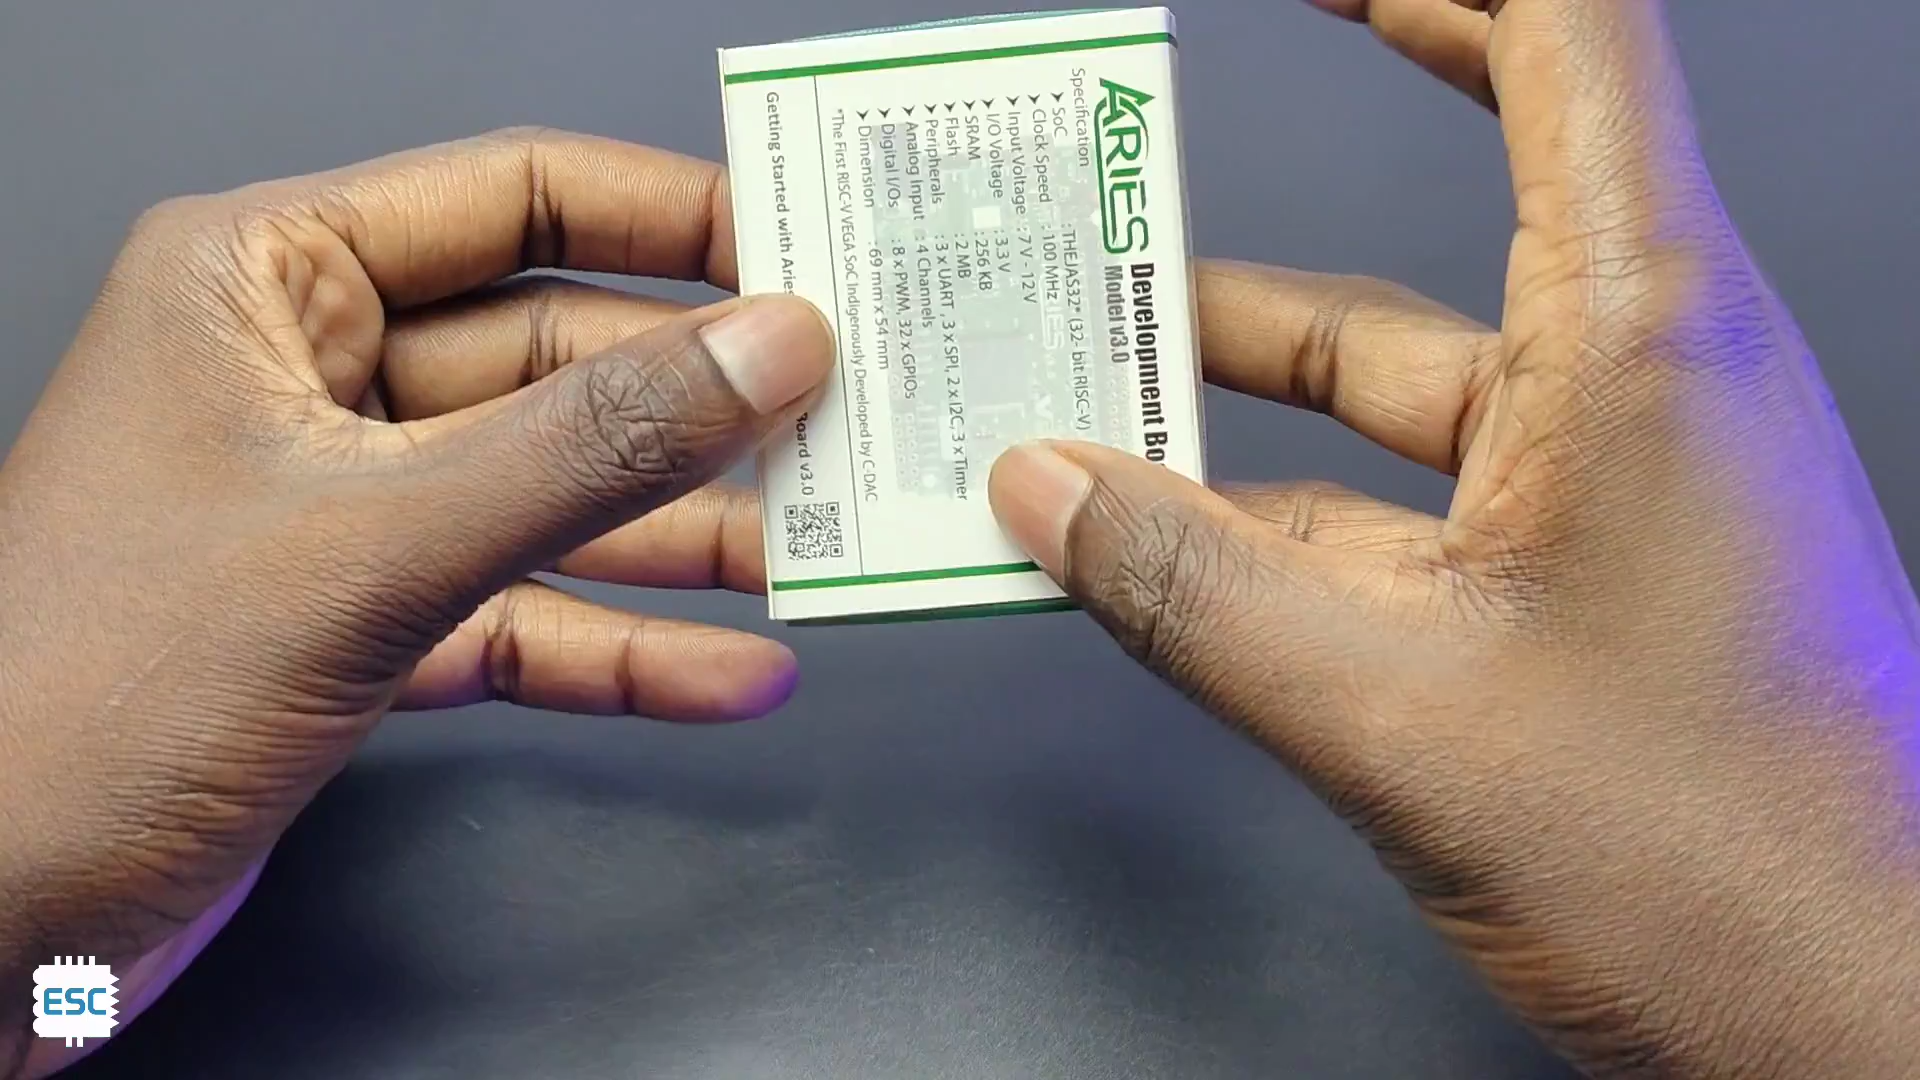 ARIES Development Bo
Model v3.0
Specification
➤ SoC : THEJAS32* (32- bit RISC-V)
➤ Clock Speed : 100 MHz
➤ Input Voltage : 7 V - 12 V
➤ I/O Voltage : 3.3 V
➤ SRAM : 256 KB
➤ Flash : 2 MB
➤ Peripherals : 3 x UART , 3 x SPI, 2 x I2C, 3 x Timer
➤ Analog Input : 4 Channels
➤ Digital I/Os : 8 x PWM, 32 x GPIOs
➤ Dimension : 69 mm x 54 mm
*The First RISC-V VEGA SoC Indigenously Developed by C-DAC
Getting Started with Aries Board v3.0
ESC